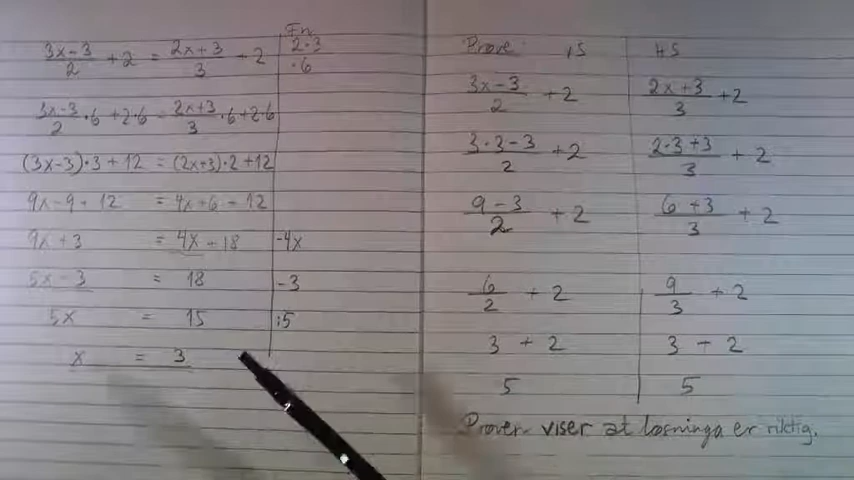 Fn
3x-3/2 + 2 = 2x+3/3 + 2 | 2·3
·6
3x-3/2 ·6 + 2·6 = 2x+3/3 ·6 + 2·6
(3x-3)·3 + 12 = (2x+3)·2 + 12
9x - 9 + 12 = 4x + 6 + 12
9x + 3 = 4x + 18 | -4x
5x + 3 = 18 | -3
5x = 15 | :5
x = 3
Prøve: VS | HS
3x-3/2 + 2 | 2x+3/3 + 2
3·3-3/2 + 2 | 2·3+3/3 + 2
9-3/2 + 2 | 6+3/3 + 2
6/2 + 2 | 9/3 + 2
3 + 2 | 3 + 2
5 | 5
Prøven viser at løsninga er riktig.